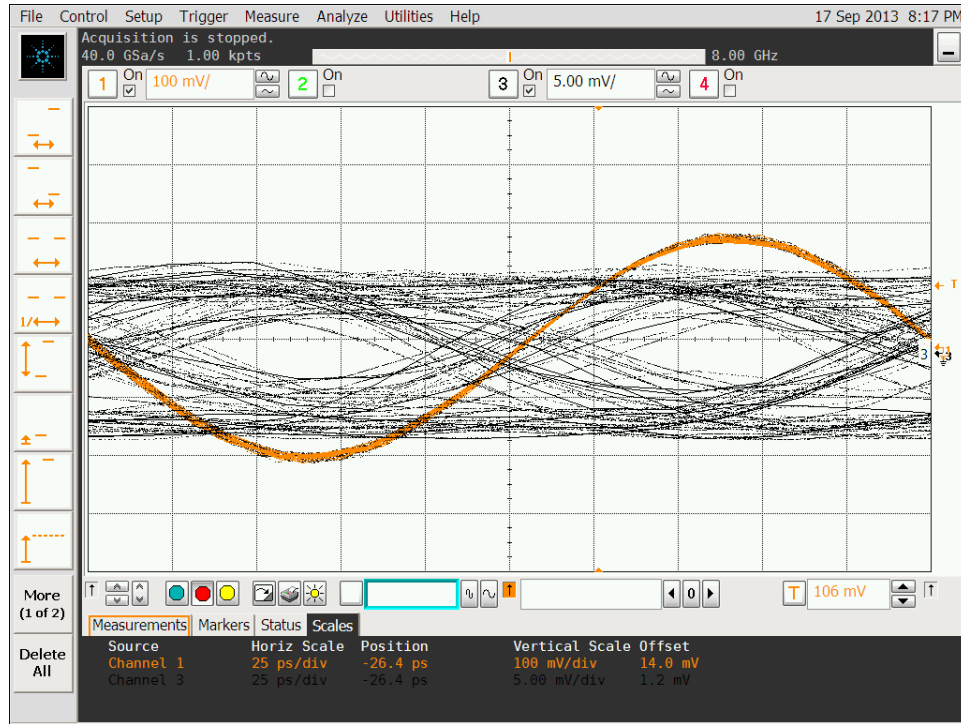 File Control Setup Trigger Measure Analyze Utilities Help 17 Sep 2013 8:17 PM
Acquisition is stopped.
40.0 GSa/s 1.00 kpts 8.00 GHz
1 On 100 mV/ 2 On 3 On 5.00 mV/ 4 On
T
1/
3
More
(1 of 2)
0 T 106 mV
Measurements Markers Status Scales
Delete
All
Source Horiz Scale Position Vertical Scale Offset
Channel 1 25 ps/div -26.4 ps 100 mV/div 14.0 mV
Channel 3 25 ps/div -26.4 ps 5.00 mV/div 1.2 mV